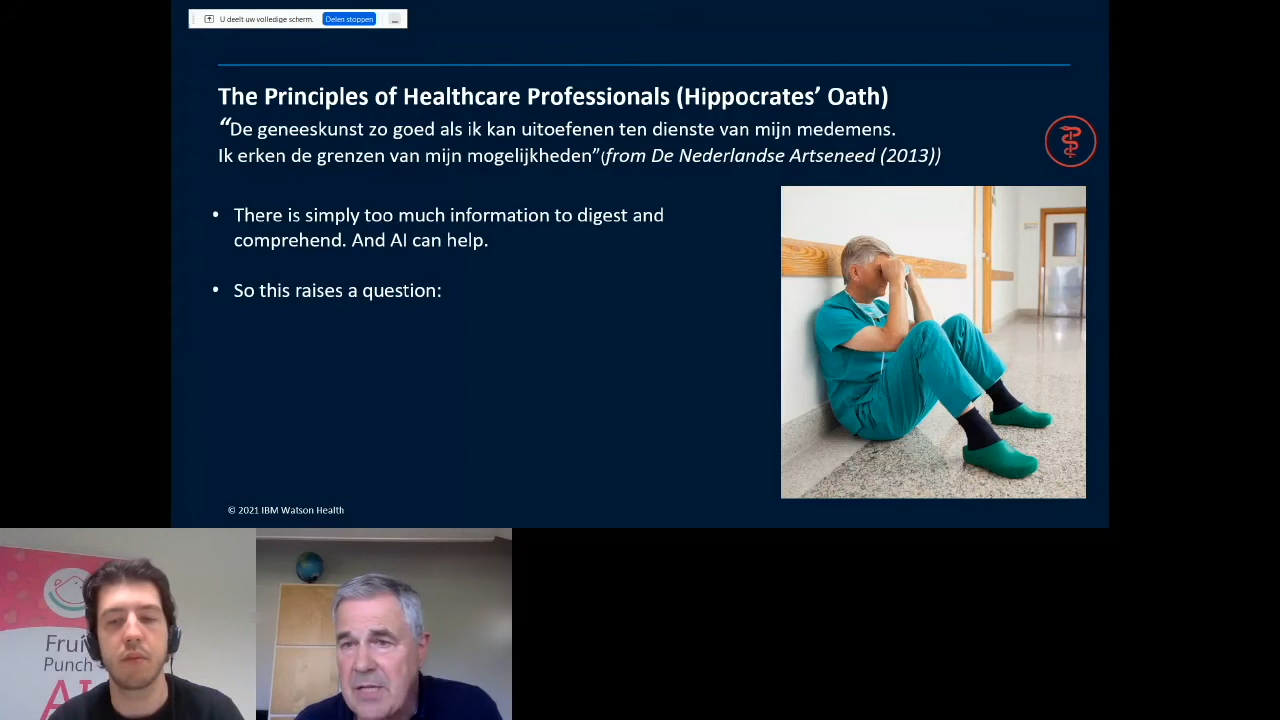 U deelt uw volledige scherm. Delen stoppen
The Principles of Healthcare Professionals (Hippocrates’ Oath)
“De geneeskunst zo goed als ik kan uitoefenen ten dienste van mijn medemens.
Ik erken de grenzen van mijn mogelijkheden”(from De Nederlandse Artseneed (2013))
• There is simply too much information to digest and
comprehend. And AI can help.
• So this raises a question:
© 2021 IBM Watson Health
Punch
AI